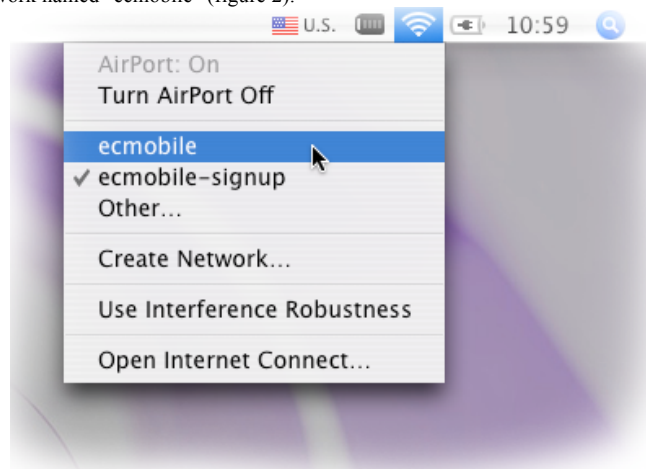 work named "ecmobile" (figure 2).
U.S. 10:59
AirPort: On
Turn AirPort Off
ecmobile
ecmobile-signup
Other...
Create Network...
Use Interference Robustness
Open Internet Connect...